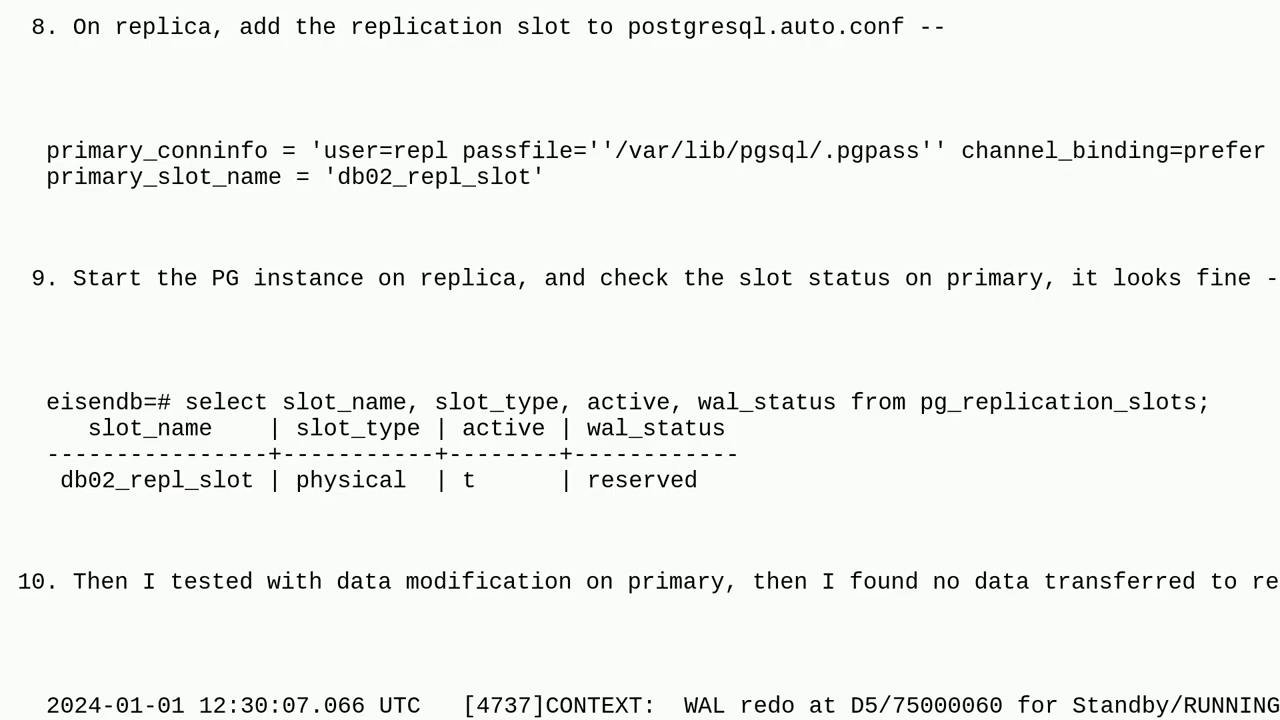 8. On replica, add the replication slot to postgresql.auto.conf --
primary_conninfo = 'user=repl passfile=''/var/lib/pgsql/.pgpass'' channel_binding=prefer
primary_slot_name = 'db02_repl_slot'
9. Start the PG instance on replica, and check the slot status on primary, it looks fine -
eisendb=# select slot_name, slot_type, active, wal_status from pg_replication_slots;
   slot_name    | slot_type | active | wal_status
----------------+-----------+--------+------------
 db02_repl_slot | physical  | t      | reserved
10. Then I tested with data modification on primary, then I found no data transferred to re
2024-01-01 12:30:07.066 UTC   [4737]CONTEXT:  WAL redo at D5/75000060 for Standby/RUNNING